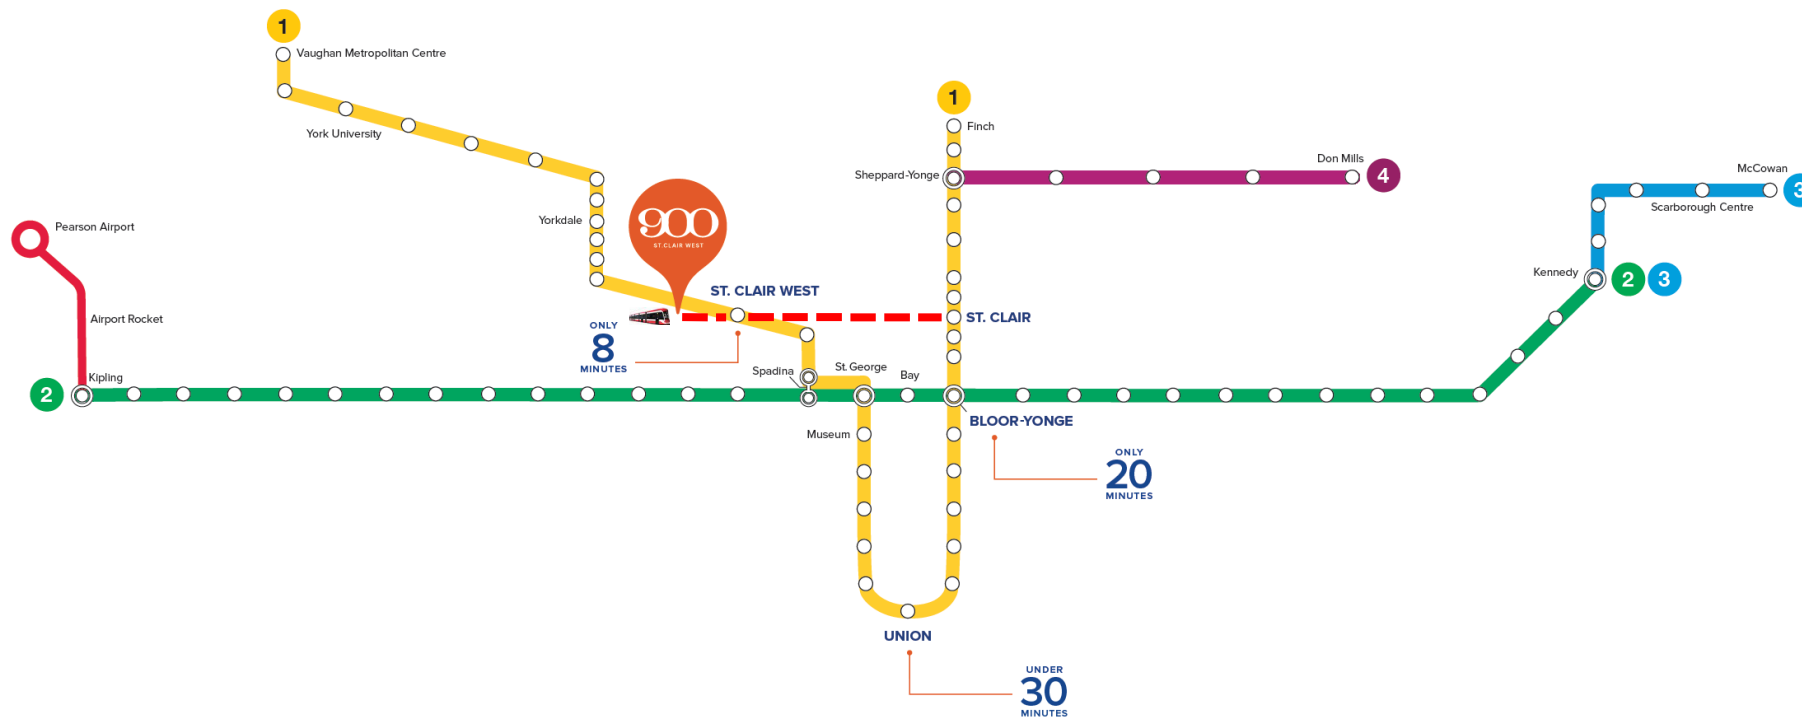 1
Vaughan Metropolitan Centre
York University
1
Finch
Sheppard-Yonge
Don Mills
4
McCowan
3
Scarborough Centre
Yorkdale
900
ST.CLAIR WEST
Pearson Airport
Airport Rocket
ST. CLAIR WEST
ST. CLAIR
Kennedy
2
3
ONLY
8
MINUTES
2
Kipling
Spadina
St. George
Bay
BLOOR-YONGE
Museum
ONLY
20
MINUTES
UNION
UNDER
30
MINUTES